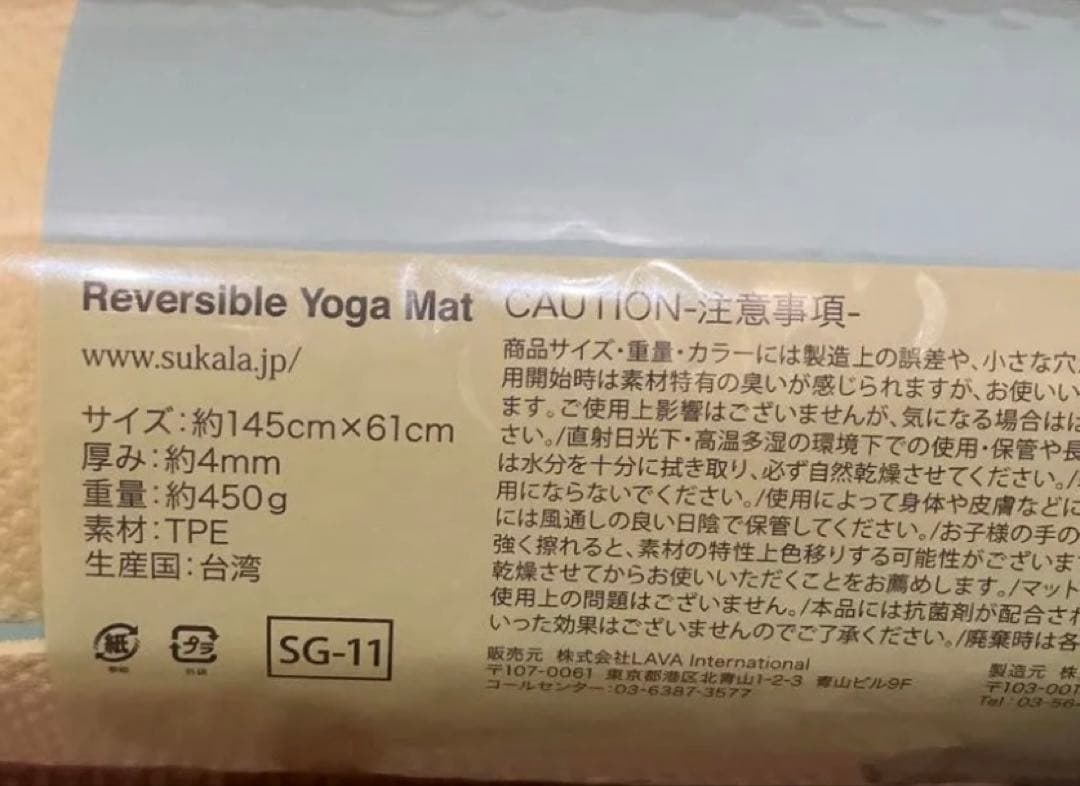 Reversible Yoga Mat
www.sukala.jp/
サイズ:約145cm×61cm
厚み:約4mm
重量:約450g
素材:TPE
生産国:台湾
紙
プラ
SG-11
CAUTION-注意事項-
商品サイズ・重量・カラーには製造上の誤差や、小さな穴
用開始時は素材特有の臭いが感じられますが、お使いい
ます。ご使用上影響はございませんが、気になる場合は
さい。/直射日光下・高温多湿の環境下での使用・保管や長
は水分を十分に拭き取り、必ず自然乾燥させてください。/
用にならないでください。/使用によって身体や皮膚などに
には風通しの良い日陰で保管してください。/お子様の手の
強く擦れると、素材の特性上色移りする可能性がございま
乾燥させてからお使いいただくことをお薦めします。/マット
使用上の問題はございません。/本品には抗菌剤が配合され
いった効果はございませんのでご了承ください。/廃棄時は各
販売元 株式会社LAVA International
〒107-0061 東京都港区北青山1-2-3 青山ビル9F
コールセンター:03-6387-3577
製造元 株
〒103-001
Tel:03-56